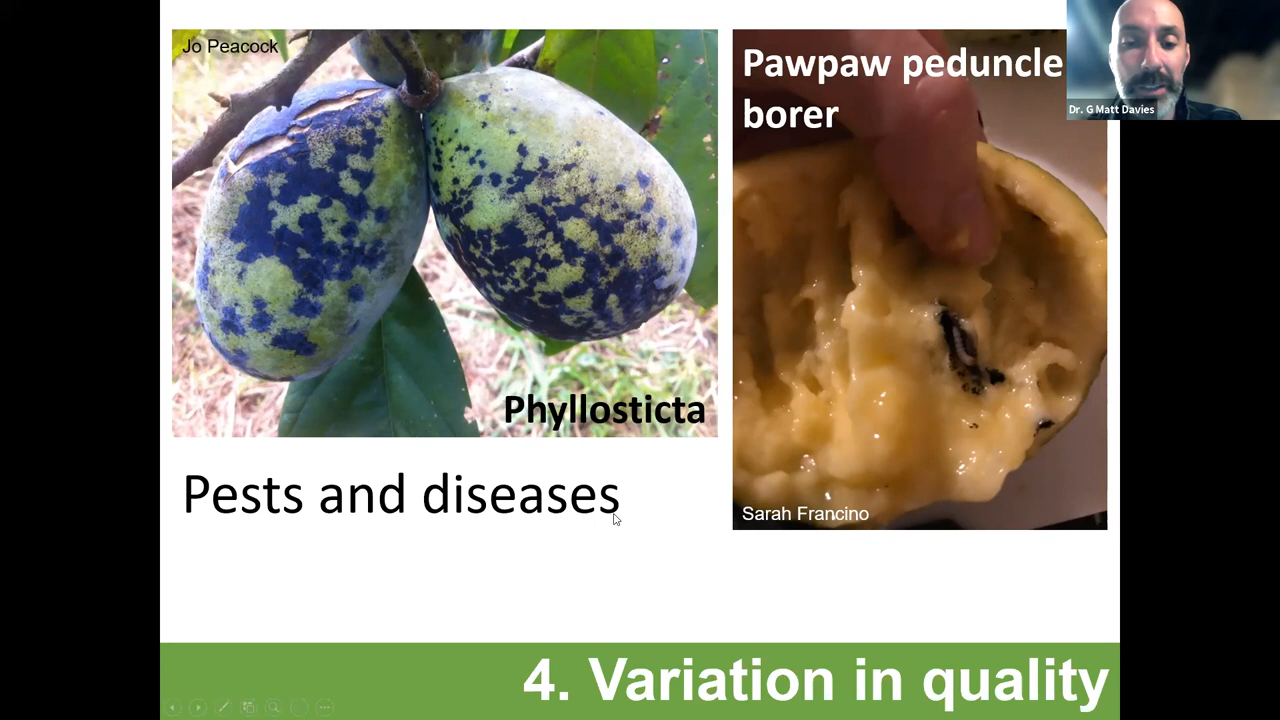 Jo Peacock
Phyllosticta
Pawpaw peduncle
borer
Sarah Francino
Dr. G Matt Davies
Pests and diseases
4. Variation in quality